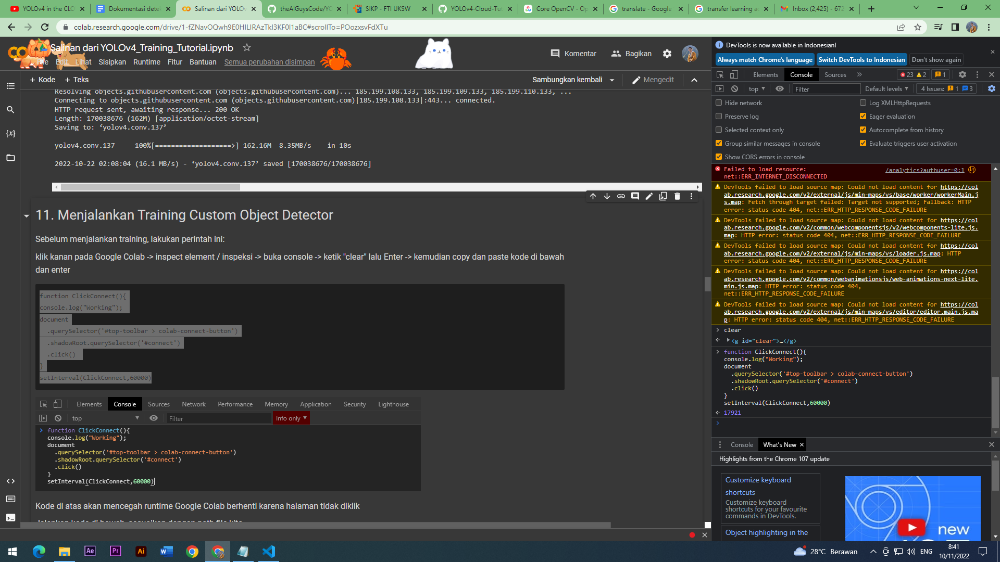 YOLOv4 in the CLO
Dokumentasi detek
Salinan dari YOLOv
theAIGuysCode/YO
SIKP - FTI UKSW
YOLOv4-Cloud-Tut
Core OpenCV - Op
translate - Google
transfer learning ad
Inbox (2,425) - 672
colab.research.google.com/drive/1-fZNavOQwh9E0HILIRAzTkI3KF0I1aBC#scrollTo=POozxsvFdXTu
Salinan dari YOLOv4_Training_Tutorial.ipynb
File Edit Lihat Sisipkan Runtime Fitur Bantuan Semua perubahan disimpan
Komentar Bagikan
+ Kode + Teks
Sambungkan kembali Mengedit
Resolving objects.githubusercontent.com (objects.githubusercontent.com)... 185.199.108.133, 185.199.109.133, 185.199.110.133, ...
Connecting to objects.githubusercontent.com (objects.githubusercontent.com)|185.199.108.133|:443... connected.
HTTP request sent, awaiting response... 200 OK
Length: 170038676 (162M) [application/octet-stream]
Saving to: ‘yolov4.conv.137’
yolov4.conv.137 100%[===================>] 162.16M 8.35MB/s in 10s
2022-10-22 02:08:04 (16.1 MB/s) - ‘yolov4.conv.137’ saved [170038676/170038676]
11. Menjalankan Training Custom Object Detector
Sebelum menjalankan training, lakukan perintah ini:
klik kanan pada Google Colab -> inspect element / inspeksi -> buka console -> ketik "clear" lalu Enter -> kemudian copy dan paste kode di bawah
dan enter
function ClickConnect(){
console.log("Working");
document
.querySelector('#top-toolbar > colab-connect-button')
.shadowRoot.querySelector('#connect')
.click()
}
setInterval(ClickConnect,60000)
Elements Console Sources Network Performance Memory Application Security Lighthouse
top Filter Info only
function ClickConnect(){
console.log("Working");
document
.querySelector('#top-toolbar > colab-connect-button')
.shadowRoot.querySelector('#connect')
.click()
}
setInterval(ClickConnect,60000)
Kode di atas akan mencegah runtime Google Colab berhenti karena halaman tidak diklik
DevTools is now available in Indonesian!
Always match Chrome's language Switch DevTools to Indonesian Don't show again
Elements Console Sources 23 2 1
top Filter Default levels 4 Issues: 1 3
Hide network
Log XMLHttpRequests
Preserve log
Eager evaluation
Selected context only
Autocomplete from history
Group similar messages in console
Evaluate triggers user activation
Show CORS errors in console
Failed to load resource: /analytics?authuser=0:1
net::ERR_INTERNET_DISCONNECTED
DevTools failed to load source map: Could not load content for https://col
ab.research.google.com/v2/external/js/min-maps/vs/base/worker/workerMain.j
s.map: Fetch through target failed: Target not supported; Fallback: HTTP
error: status code 404, net::ERR_HTTP_RESPONSE_CODE_FAILURE
DevTools failed to load source map: Could not load content for https://col
ab.research.google.com/v2/common/webcomponentsjs/v2/webcomponents-lite.js.
map: HTTP error: status code 404, net::ERR_HTTP_RESPONSE_CODE_FAILURE
DevTools failed to load source map: Could not load content for https://col
ab.research.google.com/v2/external/js/min-maps/vs/loader.js.map: HTTP
error: status code 404, net::ERR_HTTP_RESPONSE_CODE_FAILURE
DevTools failed to load source map: Could not load content for https://col
ab.research.google.com/v2/common/webanimationsjs/web-animations-next-lite.
min.js.map: HTTP error: status code 404,
net::ERR_HTTP_RESPONSE_CODE_FAILURE
DevTools failed to load source map: Could not load content for https://col
ab.research.google.com/v2/external/js/min-maps/vs/editor/editor.main.js.ma
p: HTTP error: status code 404, net::ERR_HTTP_RESPONSE_CODE_FAILURE
clear
<g id="clear">…</g>
function ClickConnect(){
console.log("Working");
document
.querySelector('#top-toolbar > colab-connect-button')
.shadowRoot.querySelector('#connect')
.click()
}
setInterval(ClickConnect,60000)
17921
Console What's New
Highlights from the Chrome 107 update
Customize keyboard
shortcuts
Customize keyboard
shortcuts for your favourite
commands in DevTools.
Object highlighting in the
new
28°C Berawan
ENG
8:41
10/11/2022